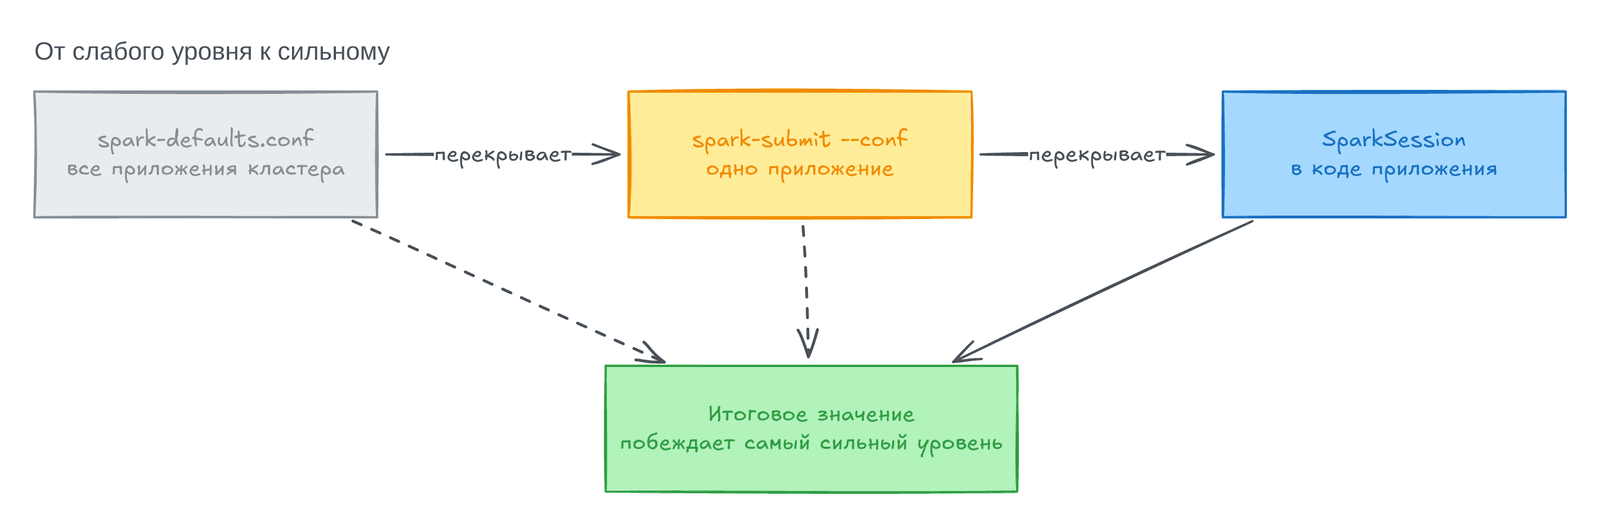 От слабого уровня к сильному
spark-defaults.conf
все приложения кластера
перекрывает
spark-submit --conf
одно приложение
перекрывает
SparkSession
в коде приложения
Итоговое значение
побеждает самый сильный уровень